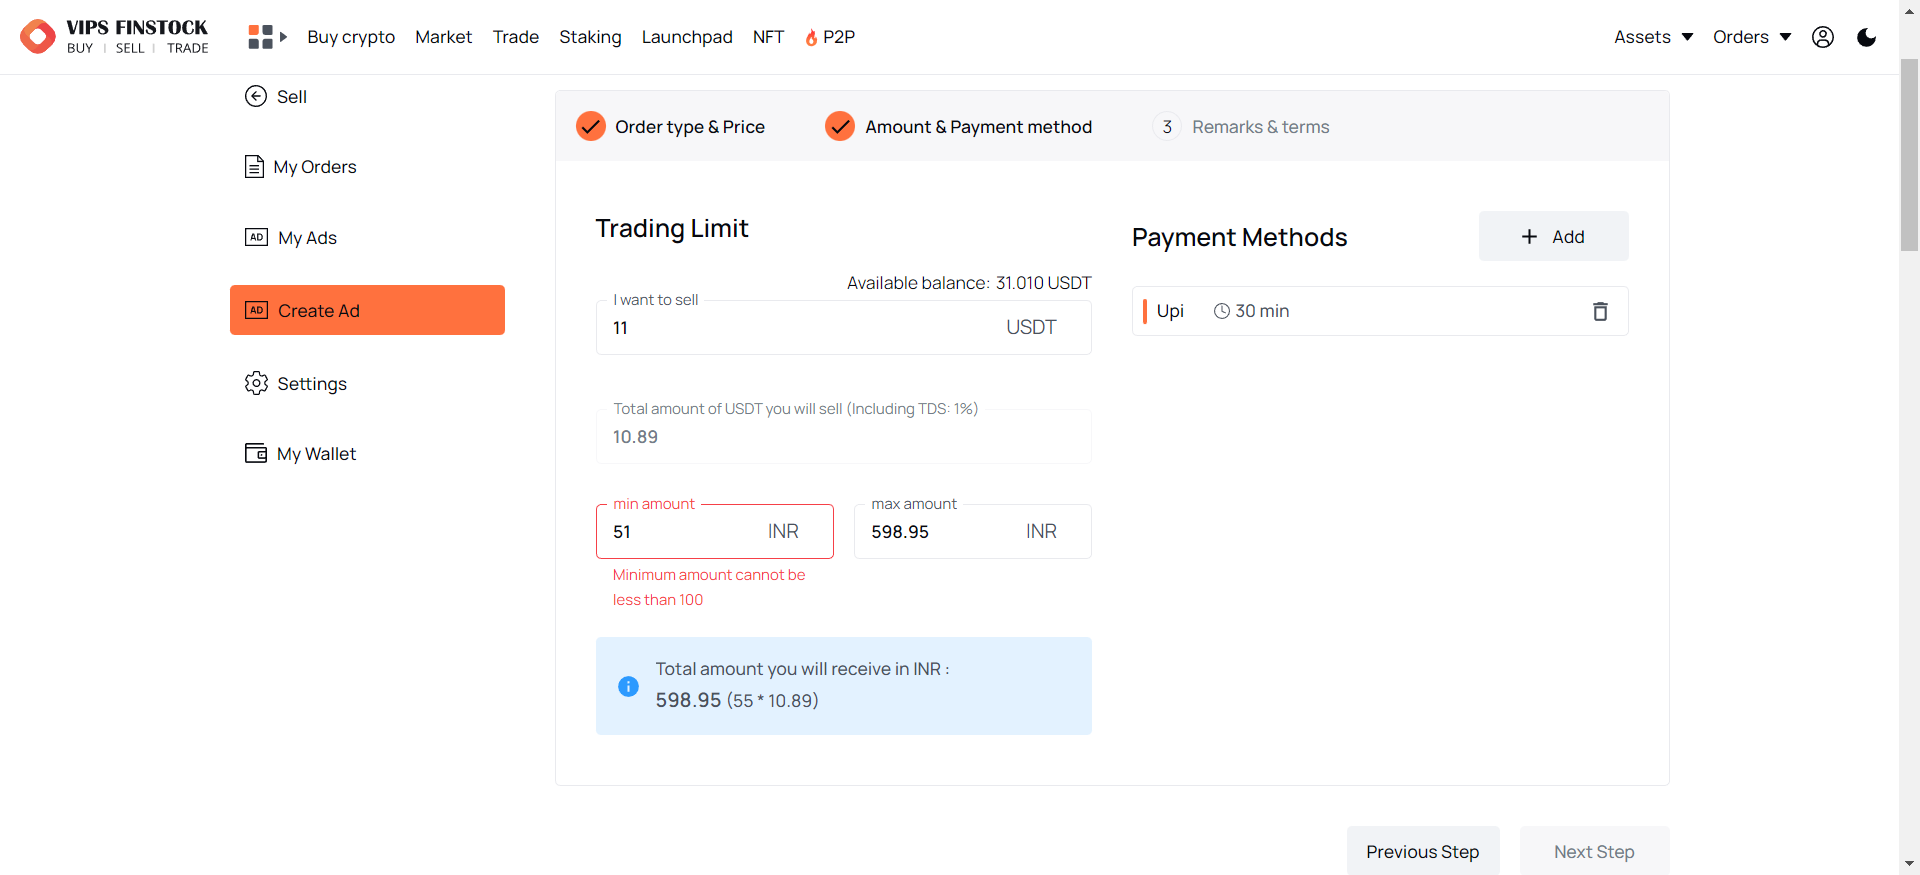 VIPS FINSTOCK
BUY | SELL | TRADE
Buy crypto
Market
Trade
Staking
Launchpad
NFT
P2P
Assets
Orders
Sell
My Orders
AD My Ads
AD Create Ad
Settings
My Wallet
Order type & Price
Amount & Payment method
3 Remarks & terms
Trading Limit
Available balance: 31.010 USDT
I want to sell
11 USDT
Total amount of USDT you will sell (Including TDS: 1%)
10.89
min amount
51 INR
Minimum amount cannot be
less than 100
max amount
598.95 INR
Total amount you will receive in INR :
598.95 (55 * 10.89)
Payment Methods
+ Add
Upi 30 min
Previous Step
Next Step